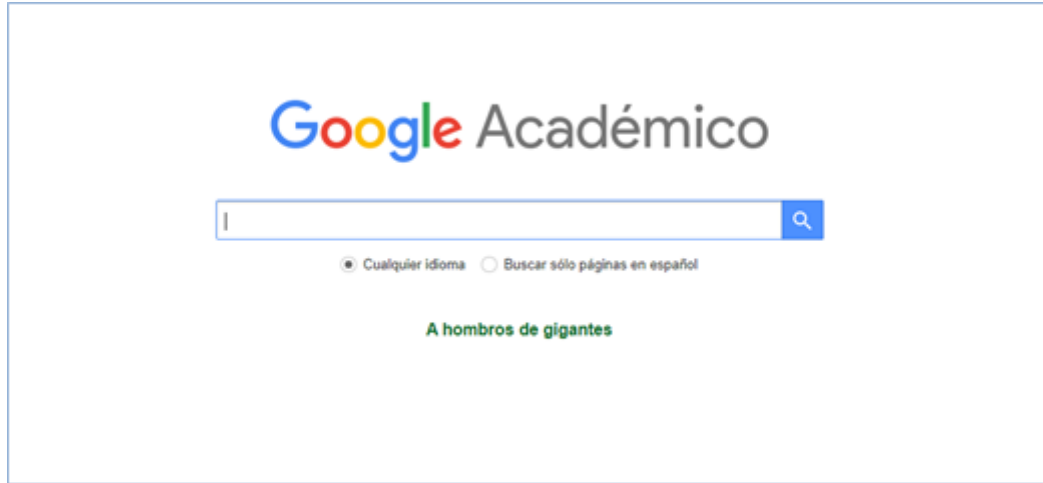 Google Académico
Cualquier idioma Buscar sólo páginas en español
A hombros de gigantes